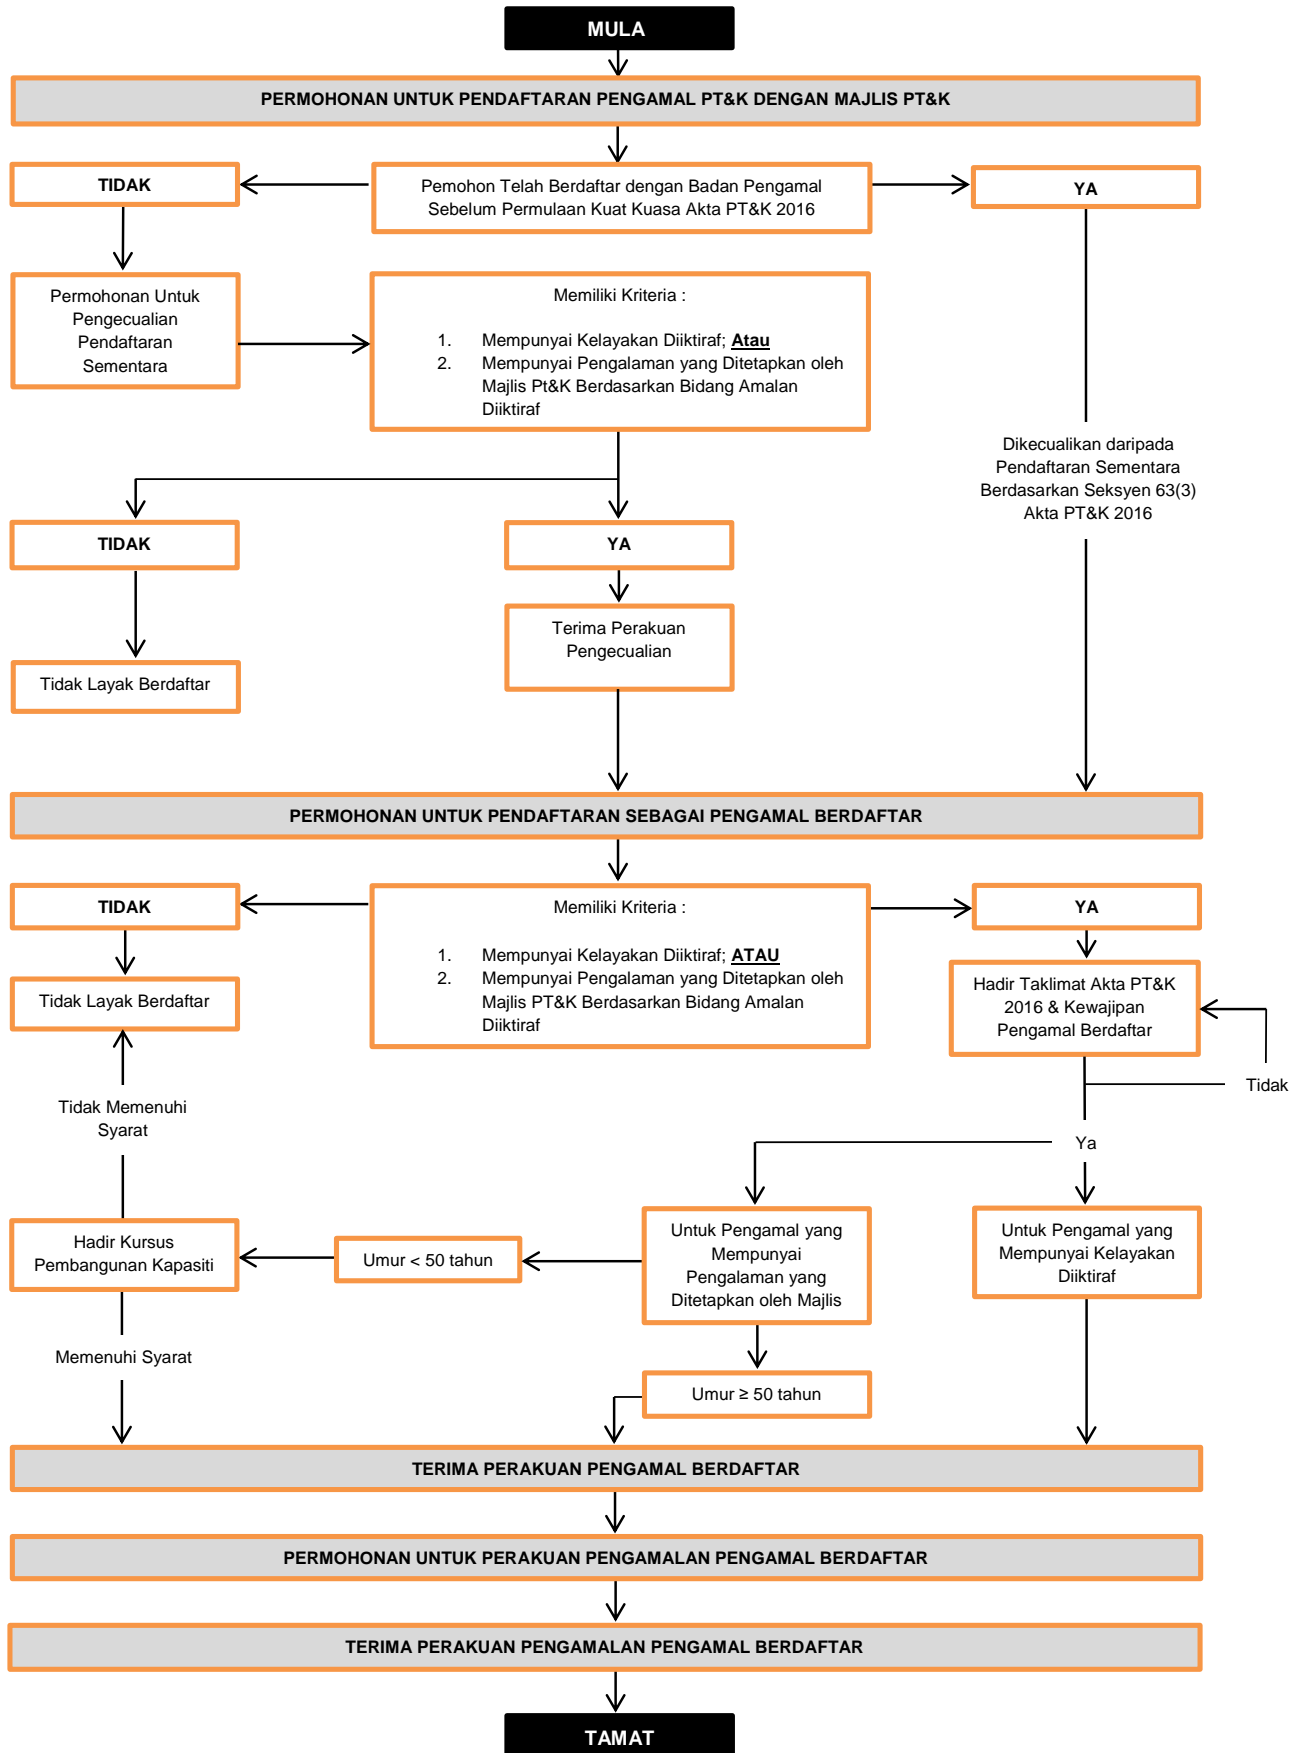 MULA
PERMOHONAN UNTUK PENDAFTARAN PENGAMAL PT&K DENGAN MAJLIS PT&K
TIDAK
Pemohon Telah Berdaftar dengan Badan Pengamal
Sebelum Permulaan Kuat Kuasa Akta PT&K 2016
YA
Permohonan Untuk
Pengecualian
Pendaftaran
Sementara
Memiliki Kriteria :
1. Mempunyai Kelayakan Diiktiraf; Atau
2. Mempunyai Pengalaman yang Ditetapkan oleh
Majlis Pt&K Berdasarkan Bidang Amalan
Diiktiraf
Dikecualikan daripada
Pendaftaran Sementara
Berdasarkan Seksyen 63(3)
Akta PT&K 2016
TIDAK
YA
Terima Perakuan
Pengecualian
Tidak Layak Berdaftar
PERMOHONAN UNTUK PENDAFTARAN SEBAGAI PENGAMAL BERDAFTAR
TIDAK
Memiliki Kriteria :
1. Mempunyai Kelayakan Diiktiraf; ATAU
2. Mempunyai Pengalaman yang Ditetapkan oleh
Majlis PT&K Berdasarkan Bidang Amalan
Diiktiraf
YA
Tidak Layak Berdaftar
Hadir Taklimat Akta PT&K
2016 & Kewajipan
Pengamal Berdaftar
Tidak
Tidak Memenuhi
Syarat
Ya
Hadir Kursus
Pembangunan Kapasiti
Umur < 50 tahun
Untuk Pengamal yang
Mempunyai
Pengalaman yang
Ditetapkan oleh Majlis
Untuk Pengamal yang
Mempunyai Kelayakan
Diiktiraf
Memenuhi Syarat
Umur ≥ 50 tahun
TERIMA PERAKUAN PENGAMAL BERDAFTAR
PERMOHONAN UNTUK PERAKUAN PENGAMALAN PENGAMAL BERDAFTAR
TERIMA PERAKUAN PENGAMALAN PENGAMAL BERDAFTAR
TAMAT